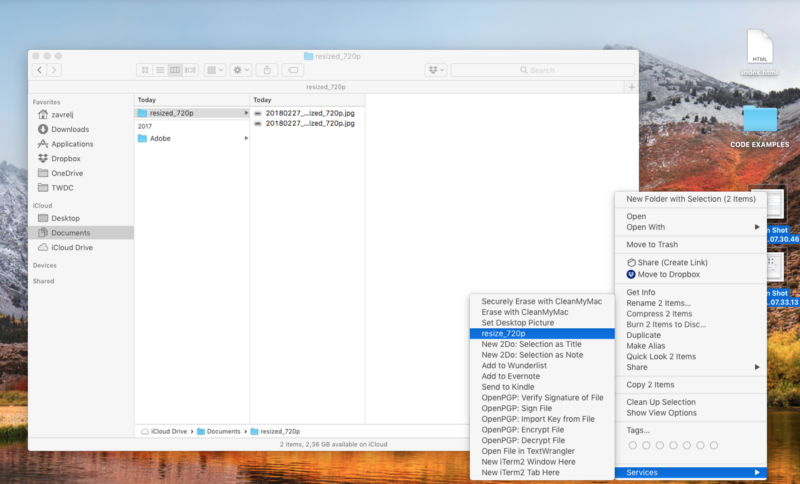 resized_720p
Search
resized_720p
Favorites
zavrelj
Downloads
Applications
Dropbox
OneDrive
TWDC
iCloud
Desktop
Documents
iCloud Drive
Devices
Shared
Today
resized_720p
2017
Adobe
Today
20180227_...ized_720p.jpg
20180227_...ized_720p.jpg
iCloud Drive
Documents
resized_720p
2 items, 2,36 GB available on iCloud
HTML
index.html
CODE EXAMPLES
n Shot
.07.30.46
n Shot
.07.33.13
New Folder with Selection (2 Items)
Open
Open With
Move to Trash
Share (Create Link)
Move to Dropbox
Get Info
Rename 2 Items...
Compress 2 Items
Burn 2 Items to Disc...
Duplicate
Make Alias
Quick Look 2 Items
Share
Copy 2 Items
Clean Up Selection
Show View Options
Tags...
Services
Securely Erase with CleanMyMac
Erase with CleanMyMac
Set Desktop Picture
resize_720p
New 2Do: Selection as Title
New 2Do: Selection as Note
Add to Wunderlist
Add to Evernote
Send to Kindle
OpenPGP: Verify Signature of File
OpenPGP: Sign File
OpenPGP: Import Key from File
OpenPGP: Encrypt File
OpenPGP: Decrypt File
Open File in TextWrangler
New iTerm2 Window Here
New iTerm2 Tab Here